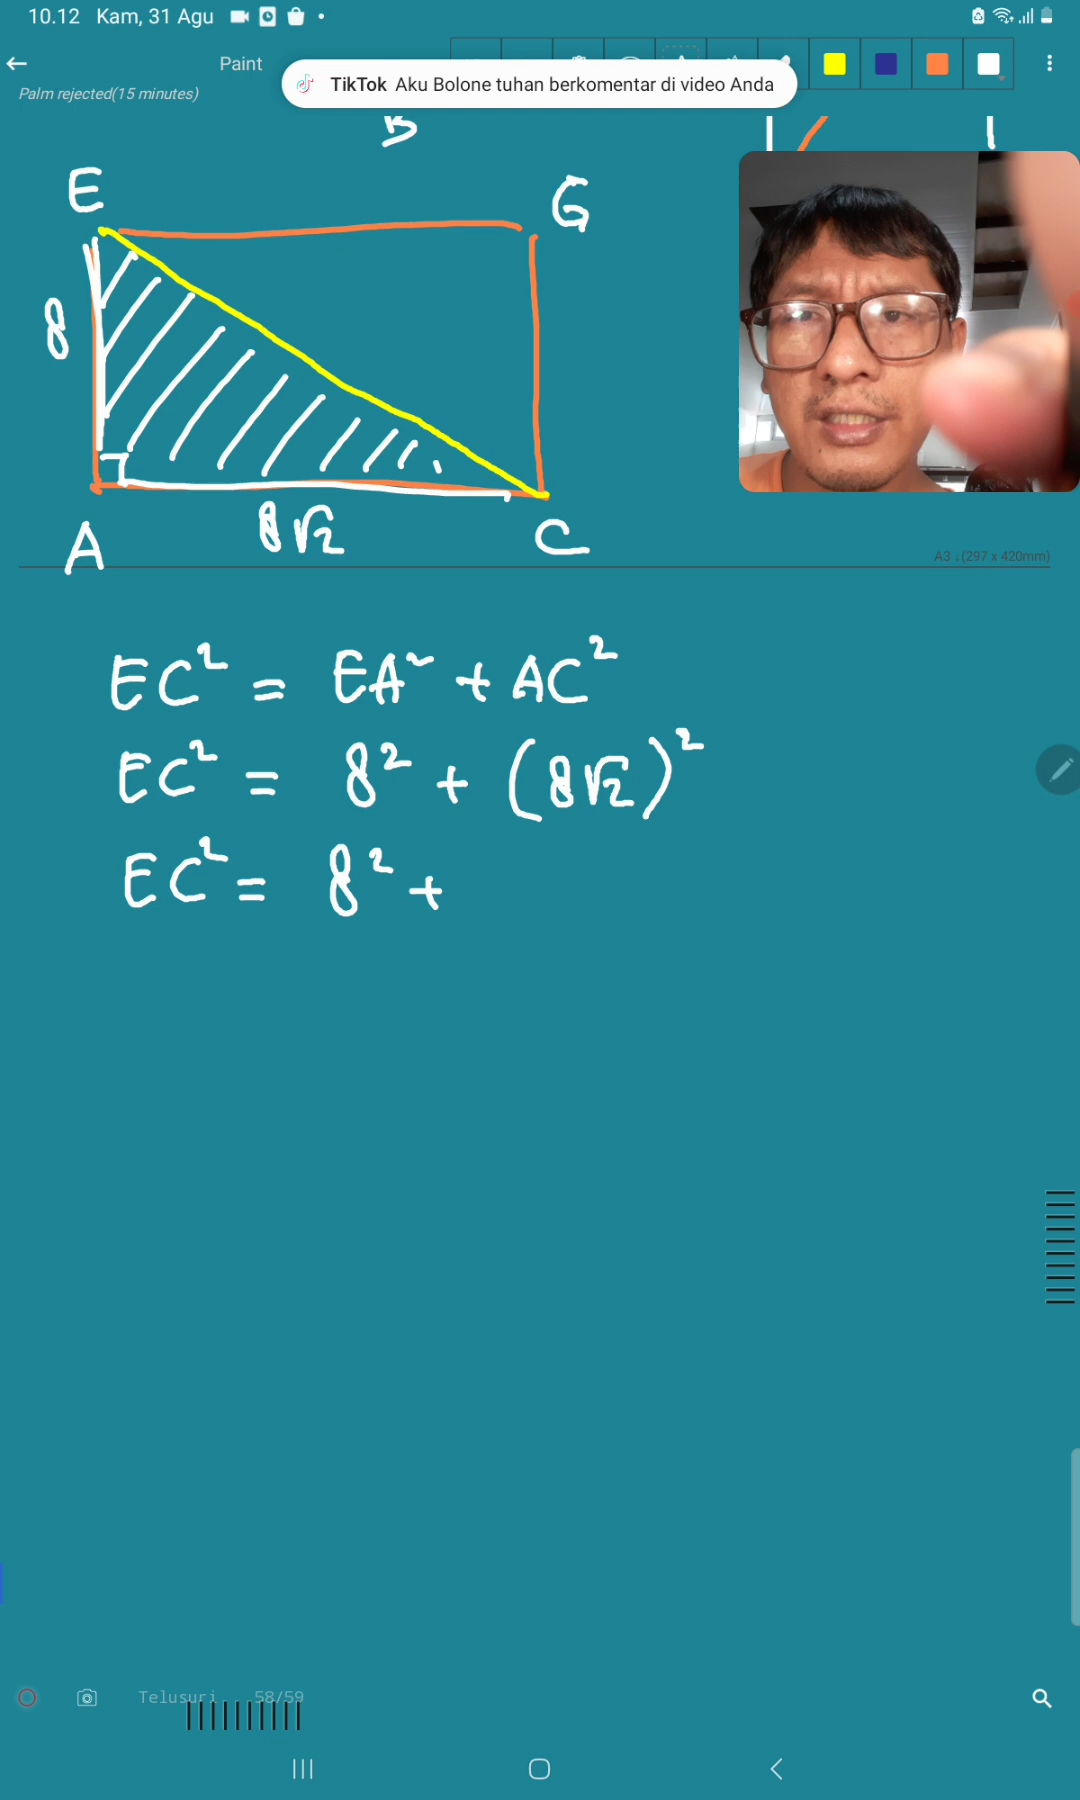 10.12 Kam, 31 Agu
Paint
TikTok Aku Bolone tuhan berkomentar di video Anda
Palm rejected(15 minutes)
B
E
G
8
A
8√2
C
A3 : (297 x 420mm)
EC² = EA² + AC²
EC² = 8² + (8√2)²
EC² = 8² +
Telusuri 58/59